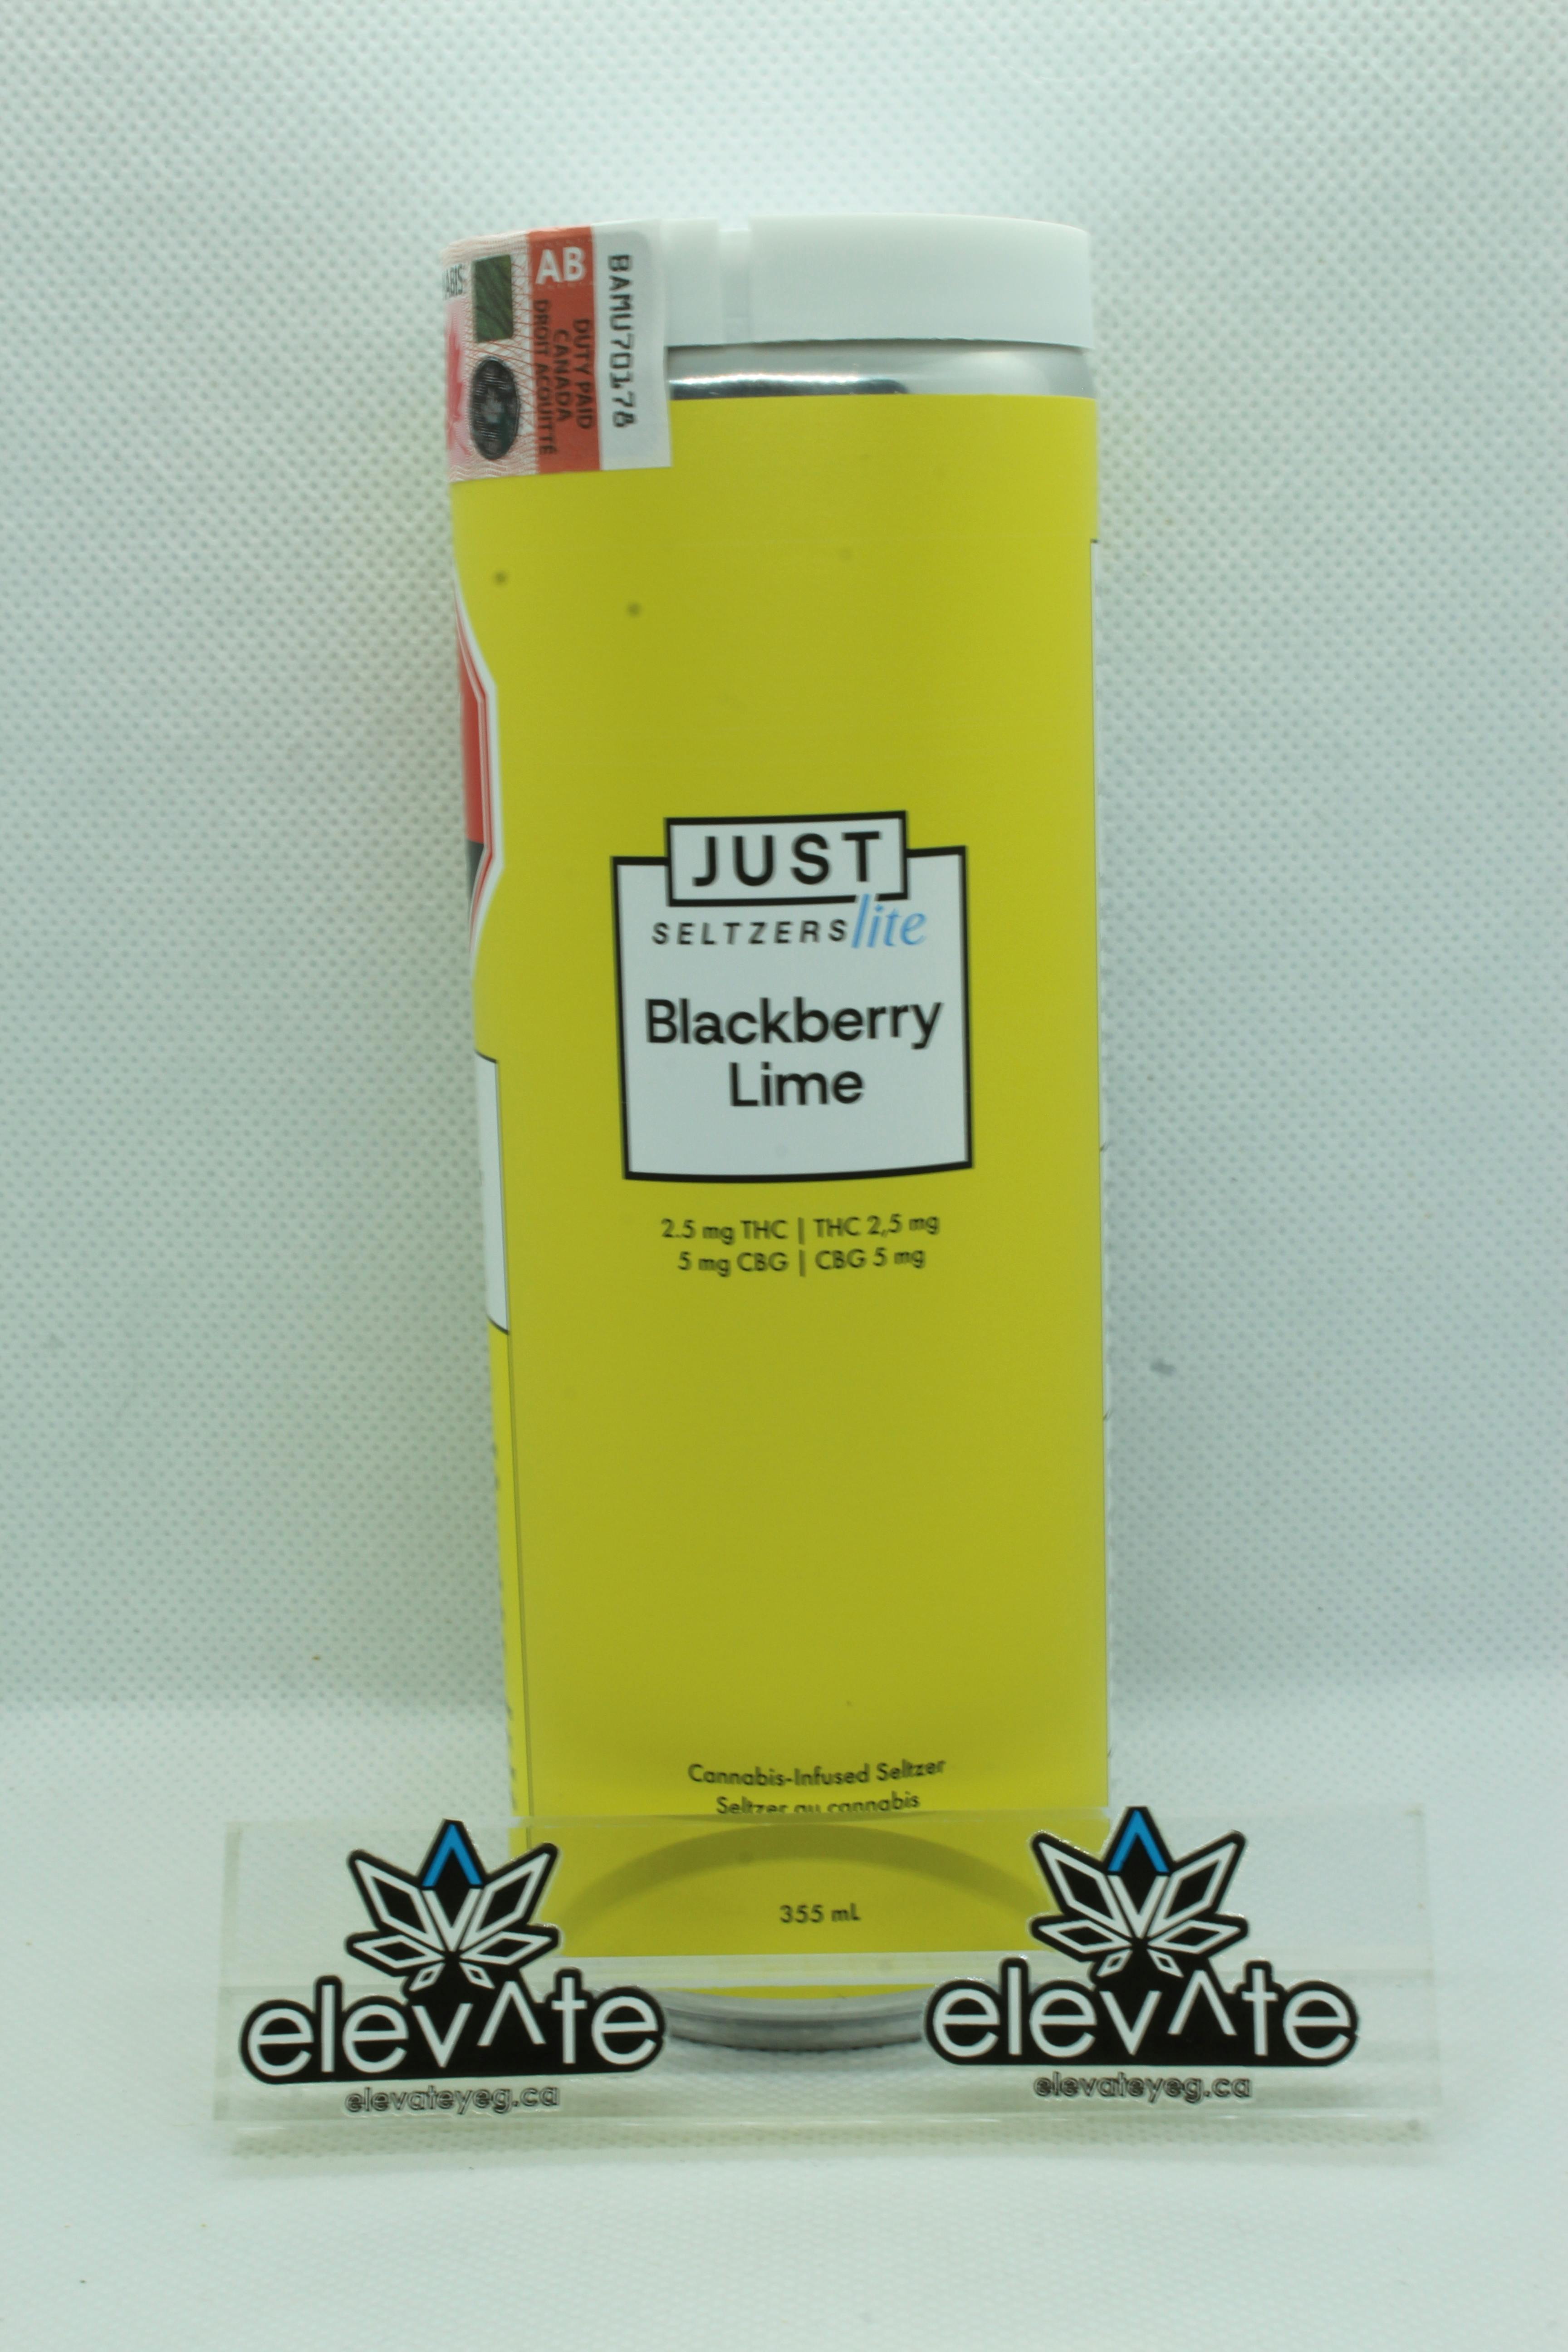 AB
DUTY PAID
CANADA
DROIT ACQUITTÉ
BAMU70178
JUST
SELTZERS lite
Blackberry
Lime
2.5 mg THC | THC 2,5 mg
5 mg CBG | CBG 5 mg
Cannabis-Infused Seltzer
Seltzer au cannabis
355 mL
elev^te
elevateyeg.ca
elev^te
elevateyeg.ca